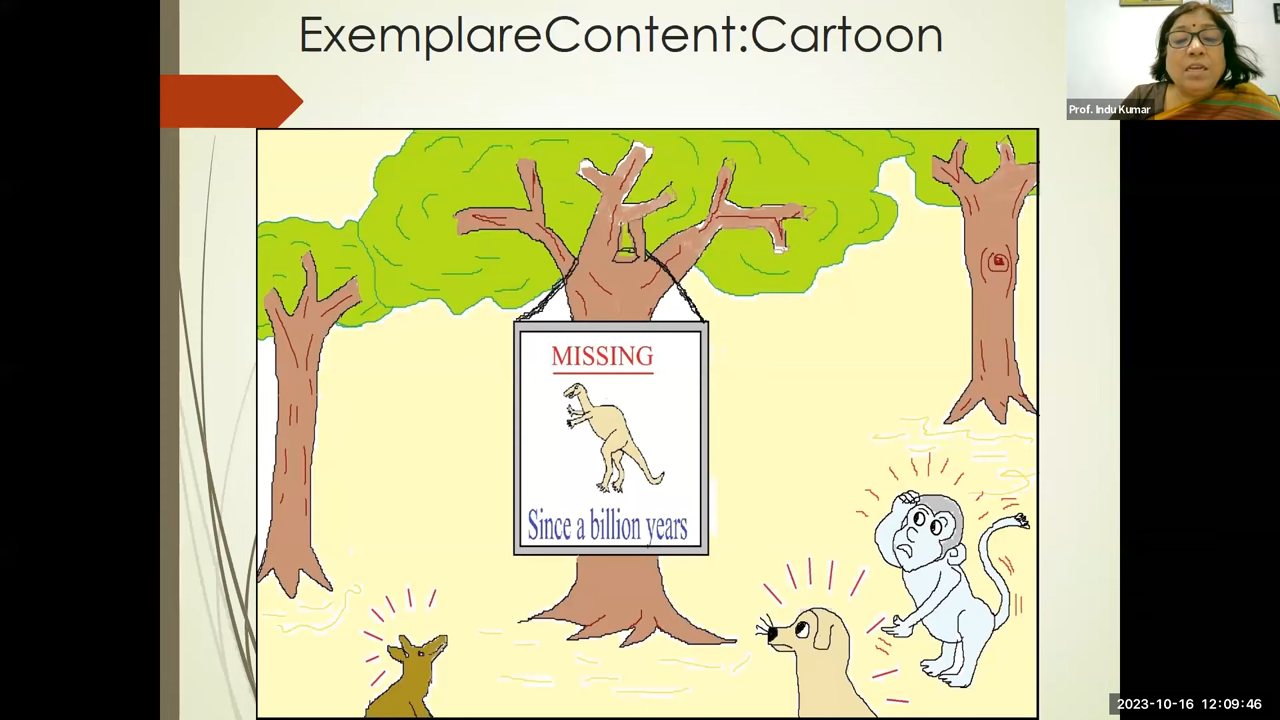 ExemplareContent:Cartoon
Prof. Indu Kumar
MISSING
Since a billion years
2023-10-16 12:09:46